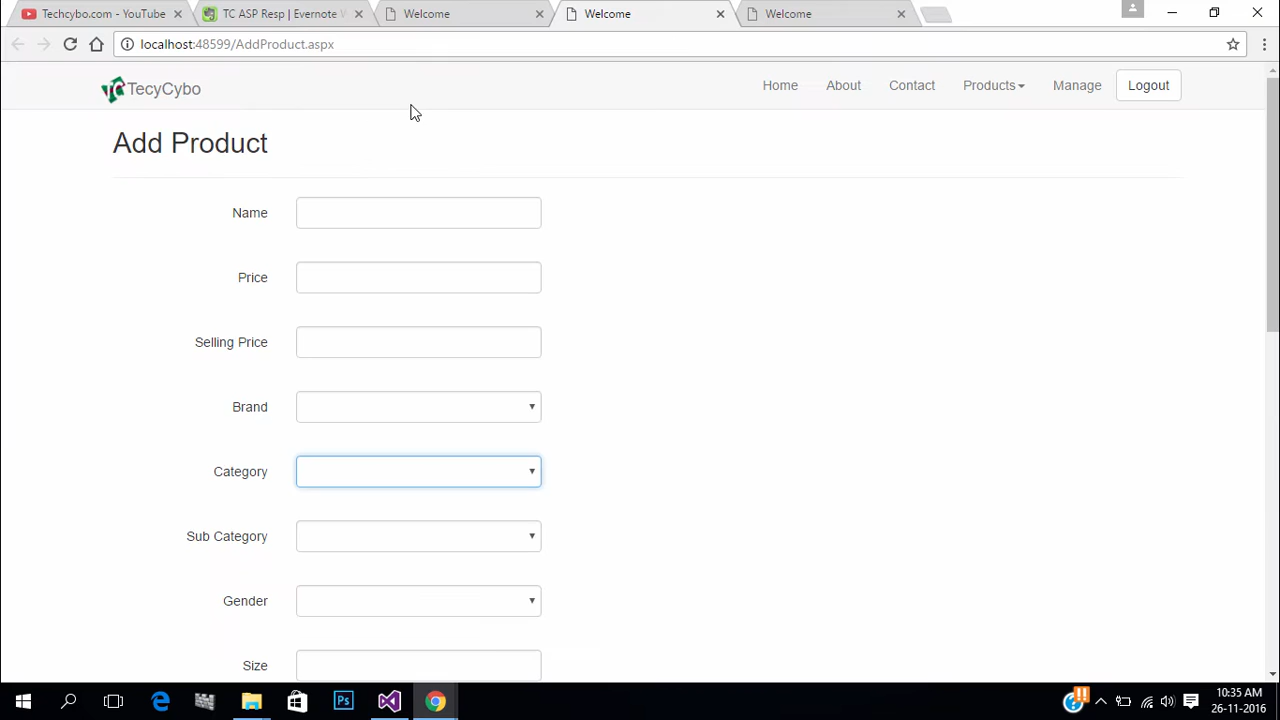 Techcybo.com - YouTube
TC ASP Resp | Evernote W
Welcome
Welcome
Welcome
localhost:48599/AddProduct.aspx
TecyCybo
Home
About
Contact
Products
Manage
Logout
Add Product
Name
Price
Selling Price
Brand
Category
Sub Category
Gender
Size
10:35 AM
26-11-2016